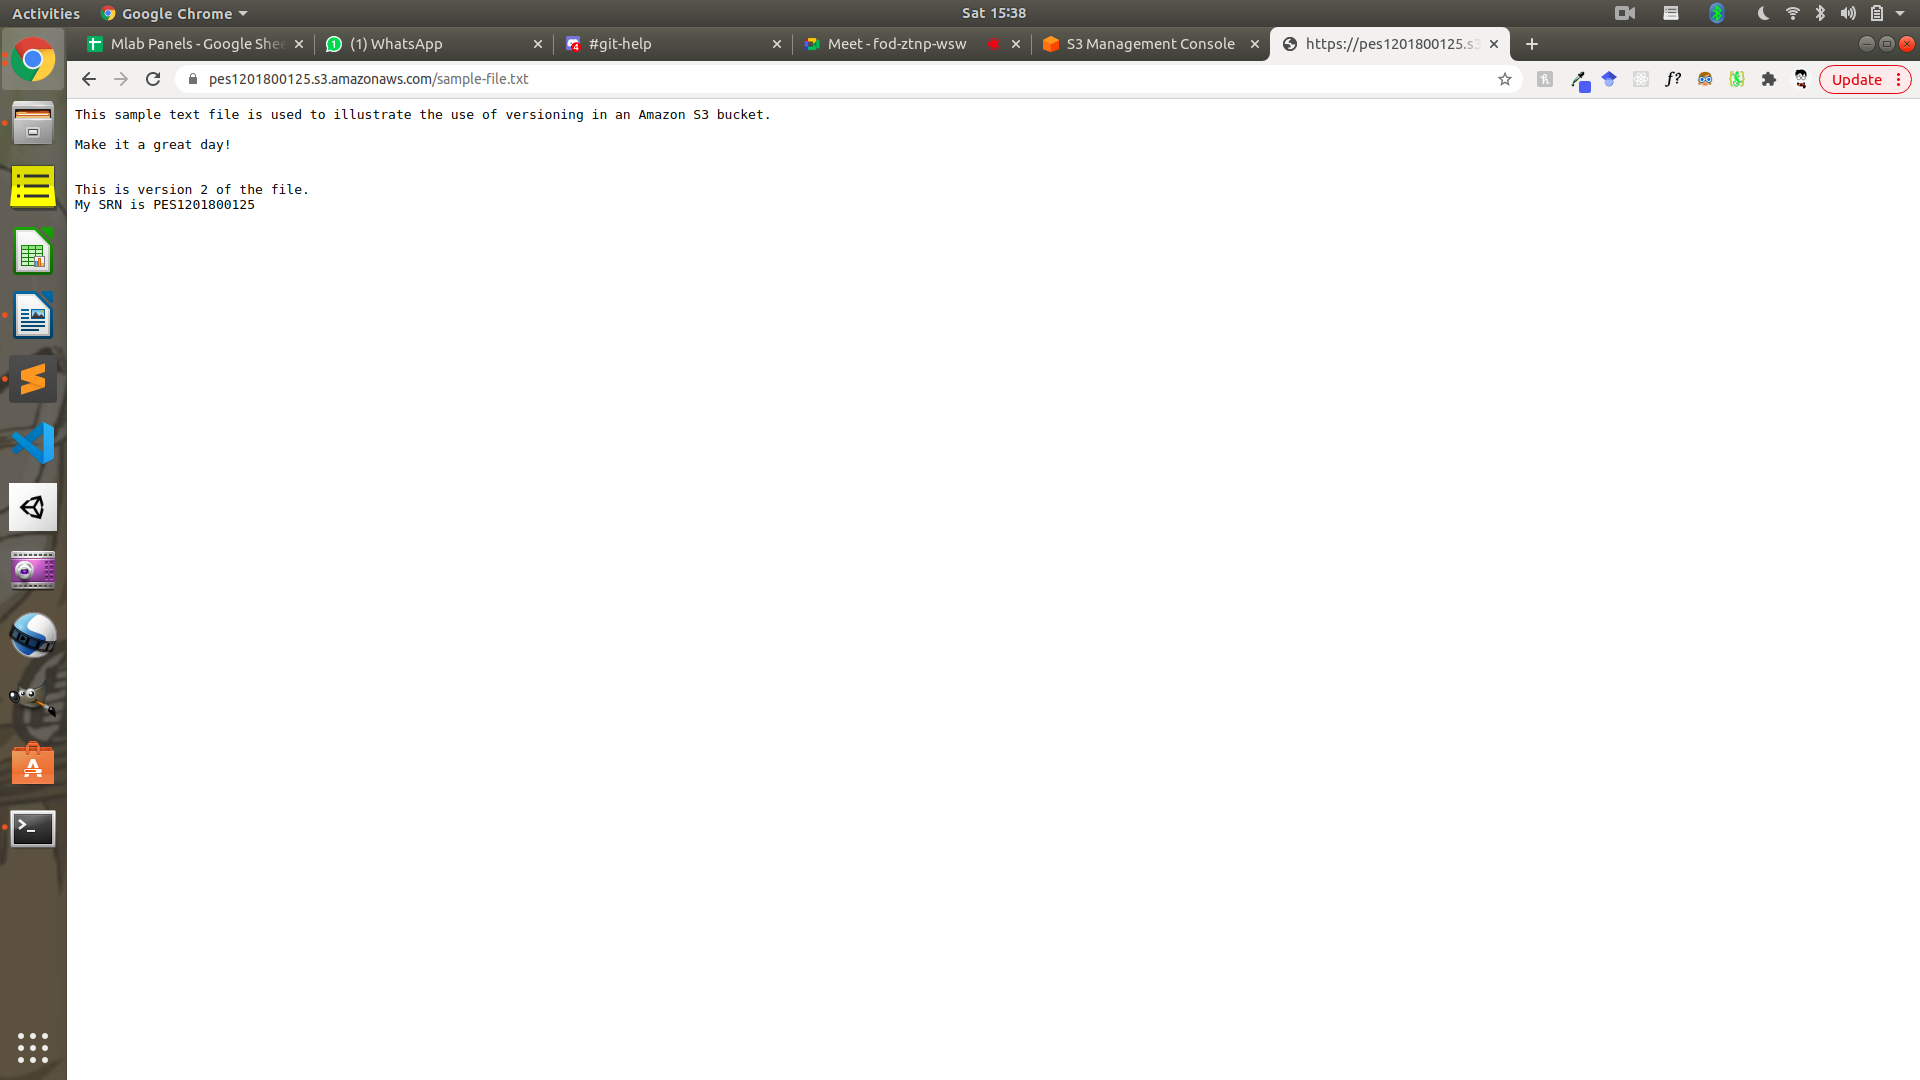 Activities Google Chrome Sat 15:38
Mlab Panels - Google Shee (1) WhatsApp #git-help Meet - fod-ztnp-wsw S3 Management Console https://pes1201800125.s3
pes1201800125.s3.amazonaws.com/sample-file.txt f? Update
This sample text file is used to illustrate the use of versioning in an Amazon S3 bucket.
Make it a great day!
This is version 2 of the file.
My SRN is PES1201800125